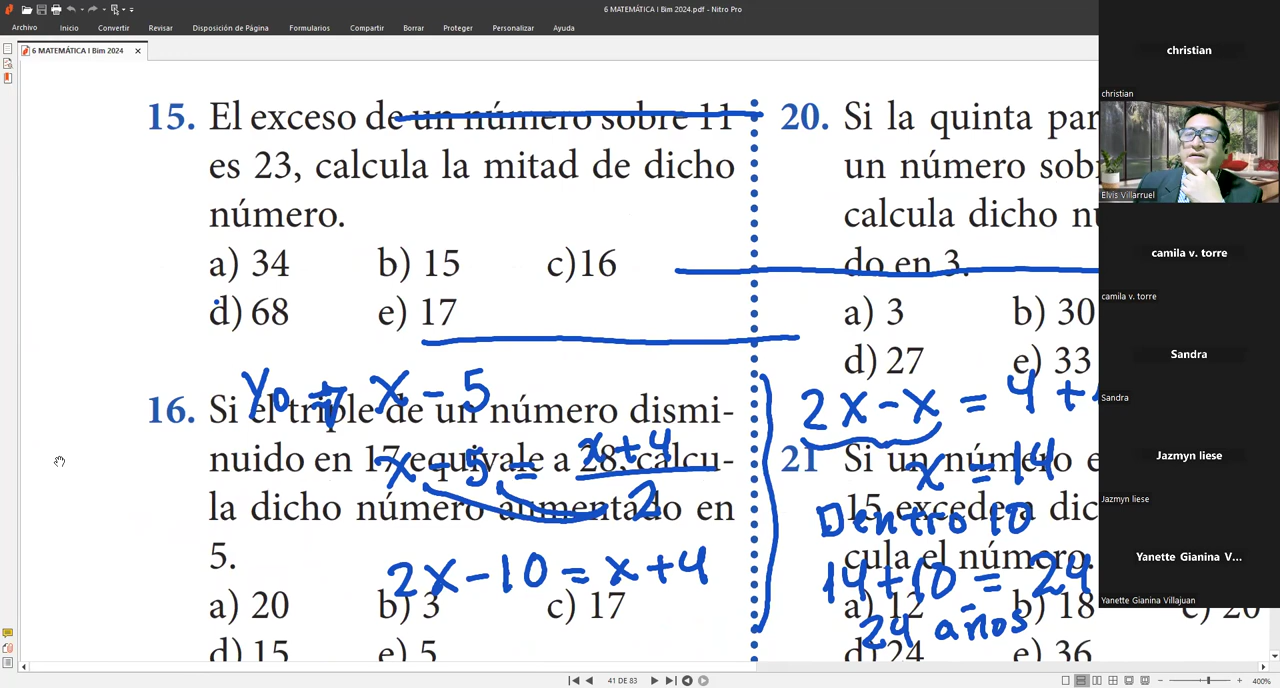 6 MATEMÁTICA I Bim 2024.pdf - Nitro Pro
Archivo Inicio Convertir Revisar Disposición de Página Formularios Compartir Borrar Proteger Personalizar Ayuda
6 MATEMÁTICA I Bim 2024
15. El exceso de un número sobre 11
es 23, calcula la mitad de dicho
número.
a) 34 b) 15 c)16
d) 68 e) 17
Yo → x - 5
16. Si el triple de un número dismi-
nuido en 17 equivale a 28, calcu-
la dicho número aumentado en
5.
x - 5 = x+4
2
2x-10 = x+4
a) 20 b) 3 c) 17
d) 15 e) 5
20. Si la quinta par
un número sob
calcula dicho n
do en 3.
a) 3 b) 30
d) 27 e) 33
2x-x = 4+
21 Si un número e
x = 14
15 excede a dic
Dentro 10
cula el número.
14+10 = 24
a) 12 b) 18 c) 20
24 años
d) 24 e) 36
christian
christian
Elvis Villarruel
camila v. torre
camila v. torre
Sandra
Sandra
Jazmyn liese
Jazmyn liese
Yanette Gianina V...
Yanette Gianina Villajuan
41 DE 83
400%